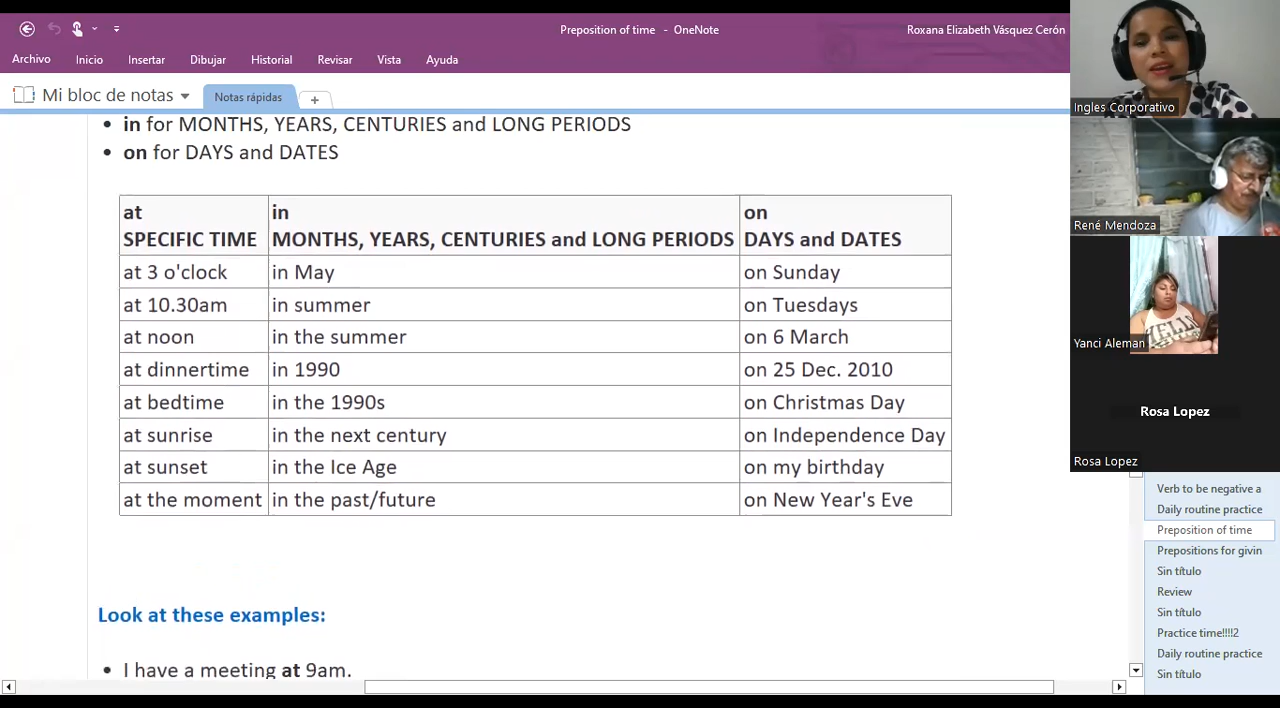 Preposition of time - OneNote
Roxana Elizabeth Vásquez Cerón
Archivo Inicio Insertar Dibujar Historial Revisar Vista Ayuda
Mi bloc de notas Notas rápidas
• in for MONTHS, YEARS, CENTURIES and LONG PERIODS
• on for DAYS and DATES
at in on
SPECIFIC TIME MONTHS, YEARS, CENTURIES and LONG PERIODS DAYS and DATES
at 3 o'clock in May on Sunday
at 10.30am in summer on Tuesdays
at noon in the summer on 6 March
at dinnertime in 1990 on 25 Dec. 2010
at bedtime in the 1990s on Christmas Day
at sunrise in the next century on Independence Day
at sunset in the Ice Age on my birthday
at the moment in the past/future on New Year's Eve
Look at these examples:
• I have a meeting at 9am.
Ingles Corporativo
René Mendoza
Yanci Aleman
Rosa Lopez
Rosa Lopez
Verb to be negative a
Daily routine practice
Preposition of time
Prepositions for givin
Sin título
Review
Sin título
Practice time!!!!2
Daily routine practice
Sin título